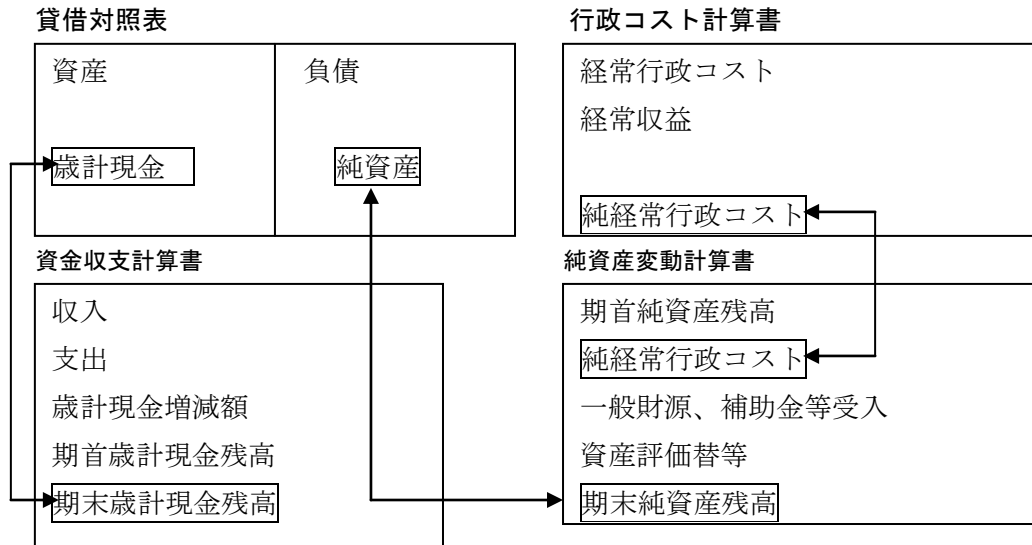 貸借対照表
資産
負債
歳計現金
純資産
行政コスト計算書
経常行政コスト
経常収益
純経常行政コスト
資金収支計算書
収入
支出
歳計現金増減額
期首歳計現金残高
期末歳計現金残高
純資産変動計算書
期首純資産残高
純経常行政コスト
一般財源、補助金等受入
資産評価替等
期末純資産残高